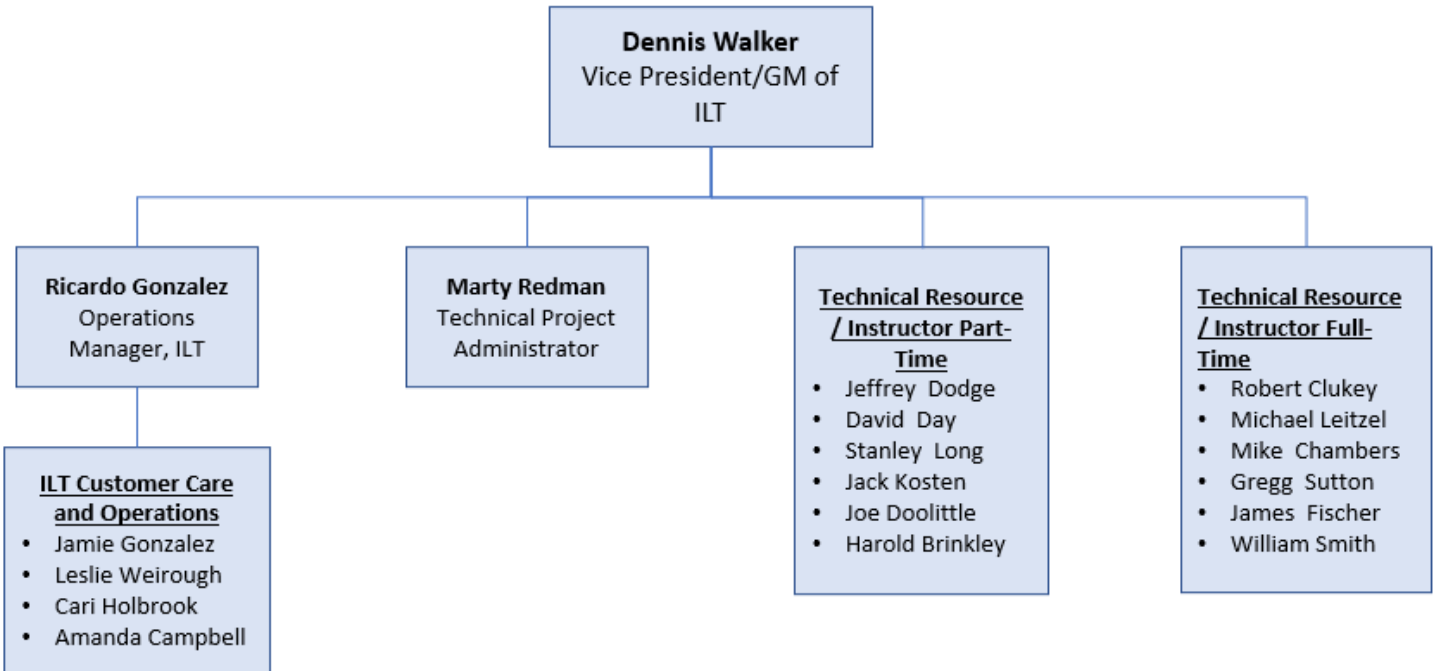 Dennis Walker
Vice President/GM of
ILT
Ricardo Gonzalez
Operations
Manager, ILT
Marty Redman
Technical Project
Administrator
Technical Resource
/ Instructor Part-
Time
• Jeffrey Dodge
• David Day
• Stanley Long
• Jack Kosten
• Joe Doolittle
• Harold Brinkley
Technical Resource
/ Instructor Full-
Time
• Robert Clukey
• Michael Leitzel
• Mike Chambers
• Gregg Sutton
• James Fischer
• William Smith
ILT Customer Care
and Operations
• Jamie Gonzalez
• Leslie Weirough
• Cari Holbrook
• Amanda Campbell